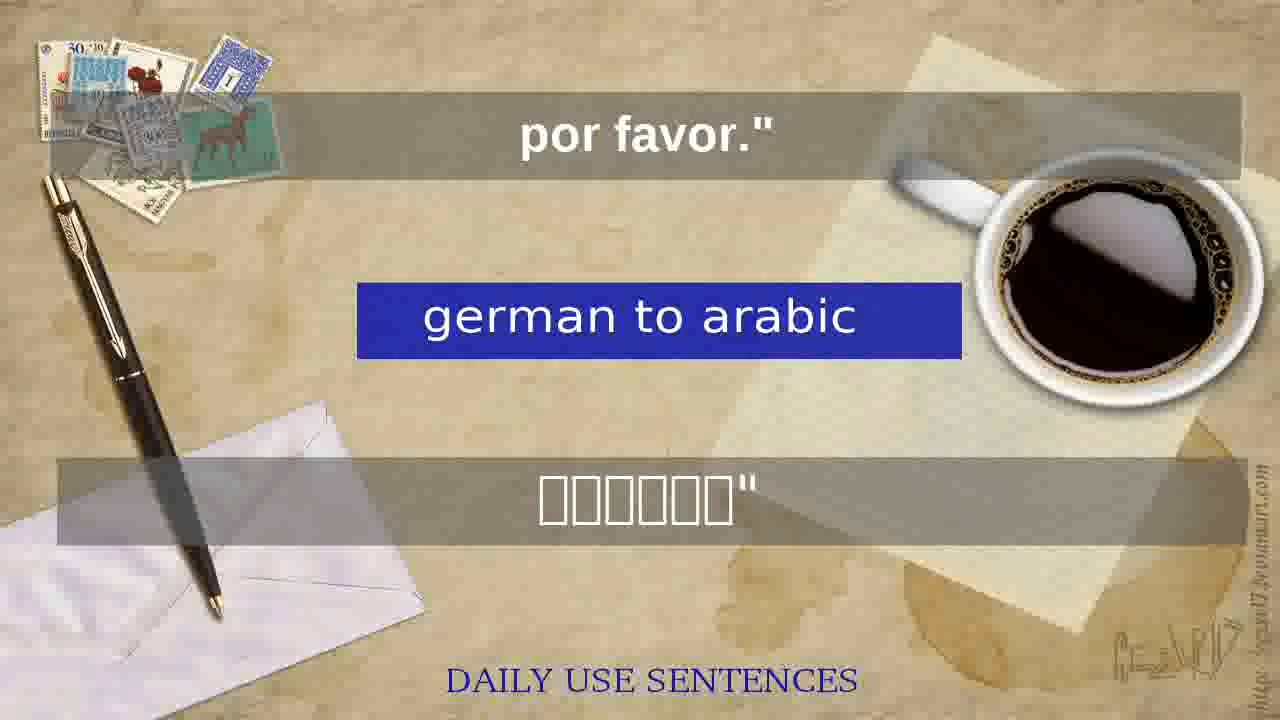 por favor."
german to arabic
□□□□□□"
DAILY USE SENTENCES